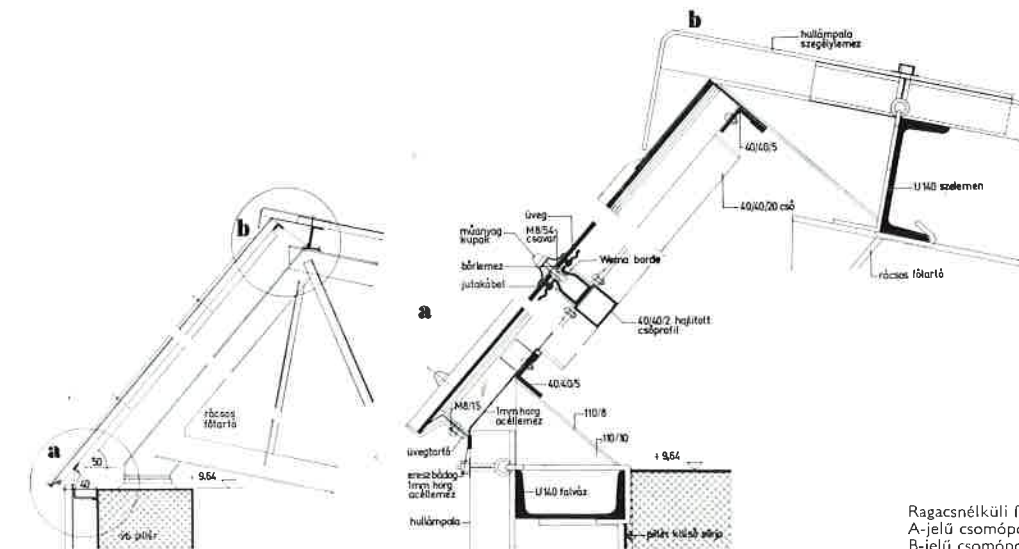 b
rácsos
főtartó
a
50
40
9,64
vb pillér
b
hullámpala
szegélylemez
40/40/5
U140 szelemen
40/40/20 cső
rácsos főtartó
üveg
M8/54
csavar
műanyag
kupak
bőrlemez
jutakábel
Wema borde
a
40/40/2 hajlított
csőprofil
40/40/5
M8/15
1mm horg
acéllemez
110/8
110/10
üvegtartó
+ 9,64
ereszbádog
1mm horg
acéllemez
U140 falváz
hullámpala
pillér külső síkja
Ragacsnélküli
A-jelű csomópo
B-jelű csomópo